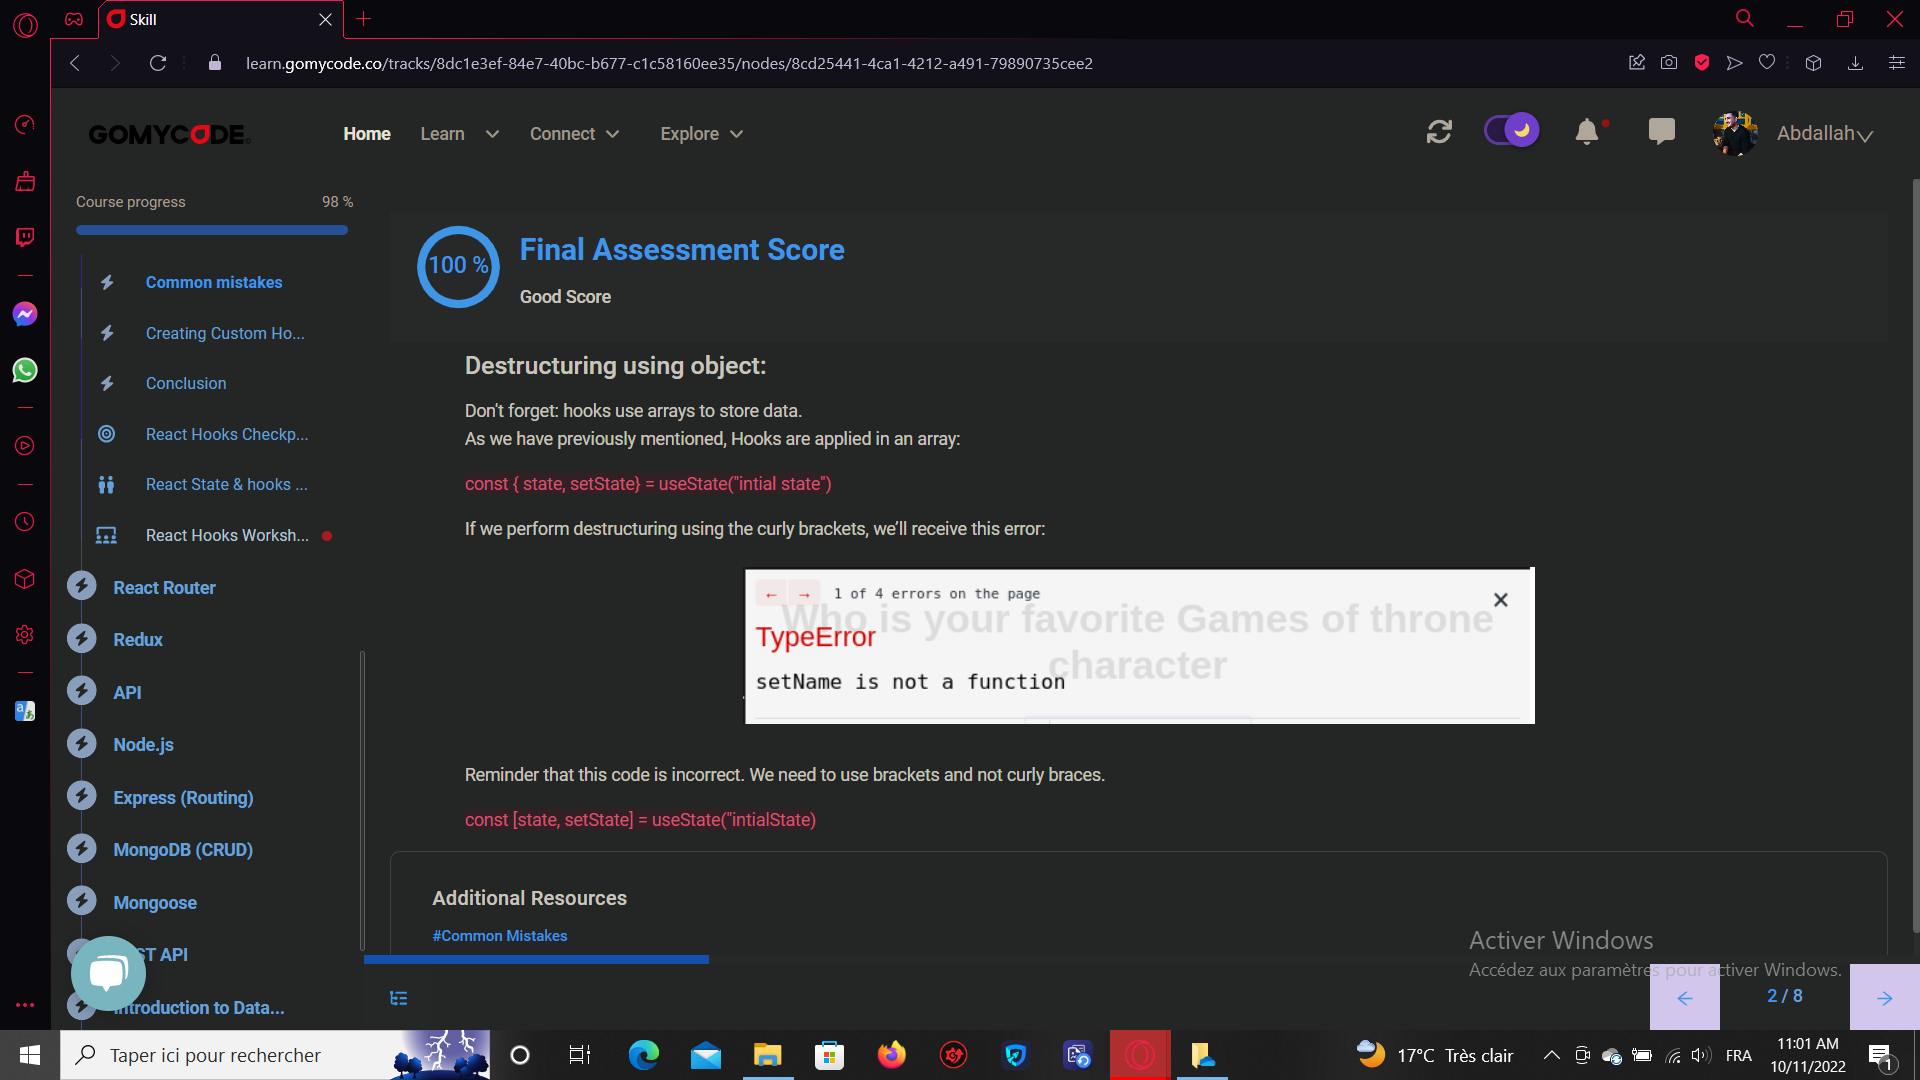 Skill
learn.gomycode.co/tracks/8dc1e3ef-84e7-40bc-b677-c1c58160ee35/nodes/8cd25441-4ca1-4212-a491-79890735cee2
GOMYCODE
Home
Learn
Connect
Explore
Abdallah
Course progress
98 %
Common mistakes
Creating Custom Ho...
Conclusion
React Hooks Checkp...
React State & hooks ...
React Hooks Worksh...
React Router
Redux
API
Node.js
Express (Routing)
MongoDB (CRUD)
Mongoose
ST API
Introduction to Data...
100 %
Final Assessment Score
Good Score
Destructuring using object:
Don't forget: hooks use arrays to store data.
As we have previously mentioned, Hooks are applied in an array:
const { state, setState} = useState("intial state")
If we perform destructuring using the curly brackets, we’ll receive this error:
← → 1 of 4 errors on the page
Who is your favorite Games of throne
character
TypeError
setName is not a function
Reminder that this code is incorrect. We need to use brackets and not curly braces.
const [state, setState] = useState("intialState)
Additional Resources
#Common Mistakes
Activer Windows
Accédez aux paramètres pour activer Windows.
2 / 8
Taper ici pour rechercher
17°C Très clair
FRA
11:01 AM
10/11/2022
1